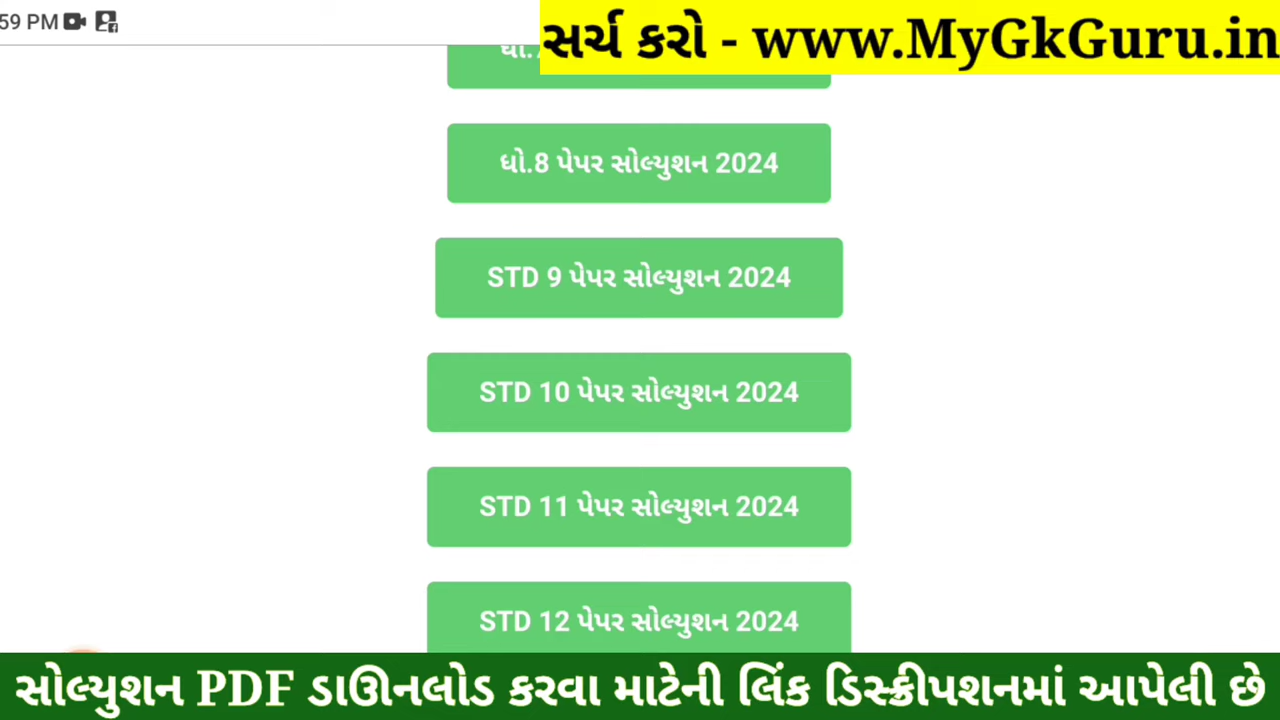 59 PM
સર્ચ કરો - www.MyGkGuru.in
ધો.8 પેપર સોલ્યુશન 2024
STD 9 પેપર સોલ્યુશન 2024
STD 10 પેપર સોલ્યુશન 2024
STD 11 પેપર સોલ્યુશન 2024
STD 12 પેપર સોલ્યુશન 2024
સોલ્યુશન PDF ડાઊનલોડ કરવા માટેની લિંક ડિસ્ક્રીપશનમાં આપેલી છે